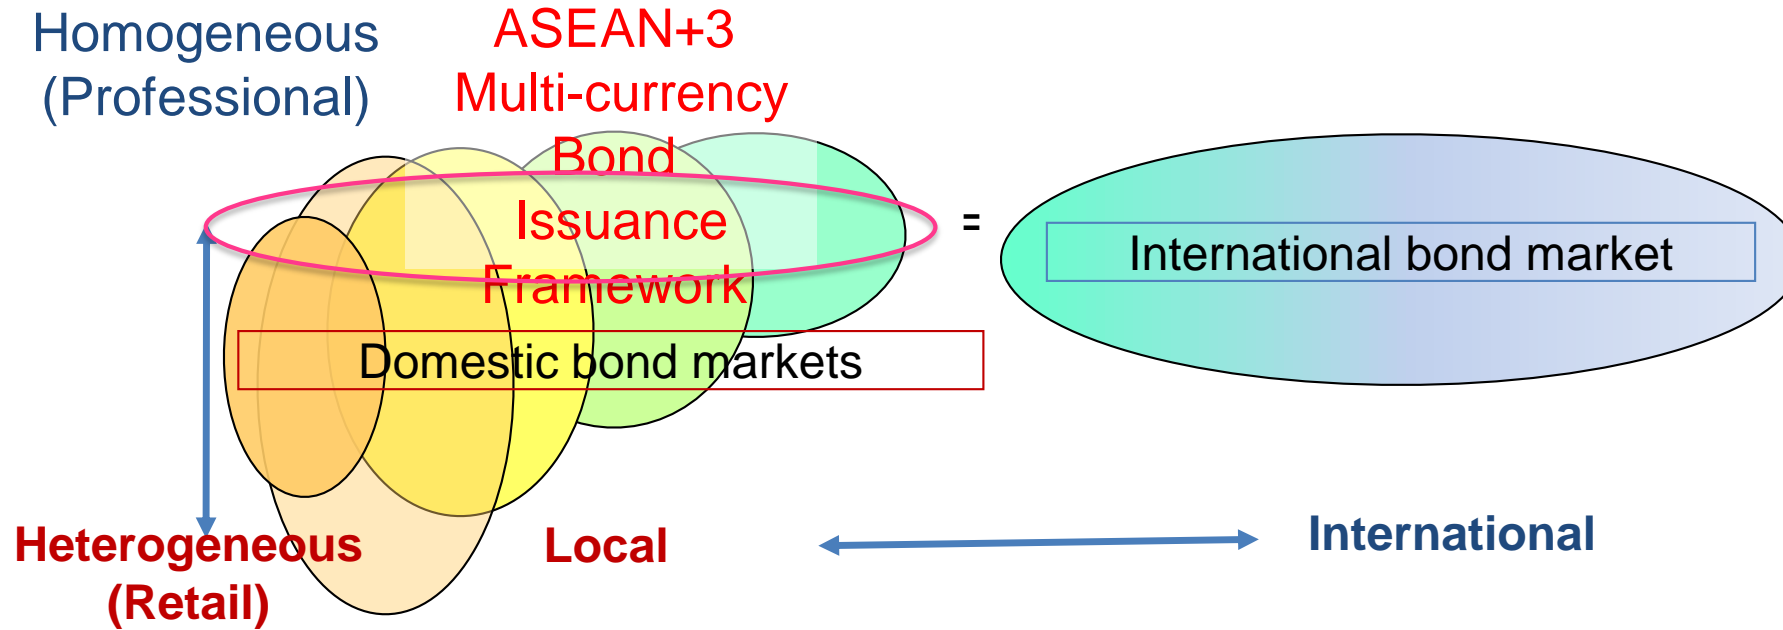 Homogeneous
(Professional)
ASEAN+3
Multi-currency
Bond
Issuance
Framework
=
International bond market
Domestic bond markets
Heterogeneous
(Retail)
Local
International